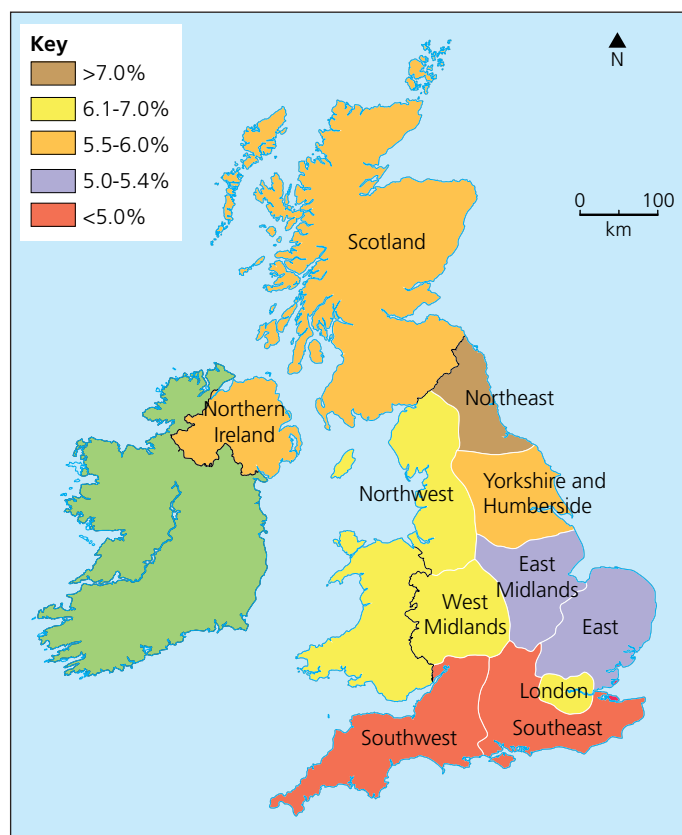 Key
>7.0%
6.1-7.0%
5.5-6.0%
5.0-5.4%
<5.0%
N
0 100
km
Scotland
Northern
Ireland
Northeast
Northwest
Yorkshire and
Humberside
East
Midlands
West
Midlands
East
London
Southeast
Southwest